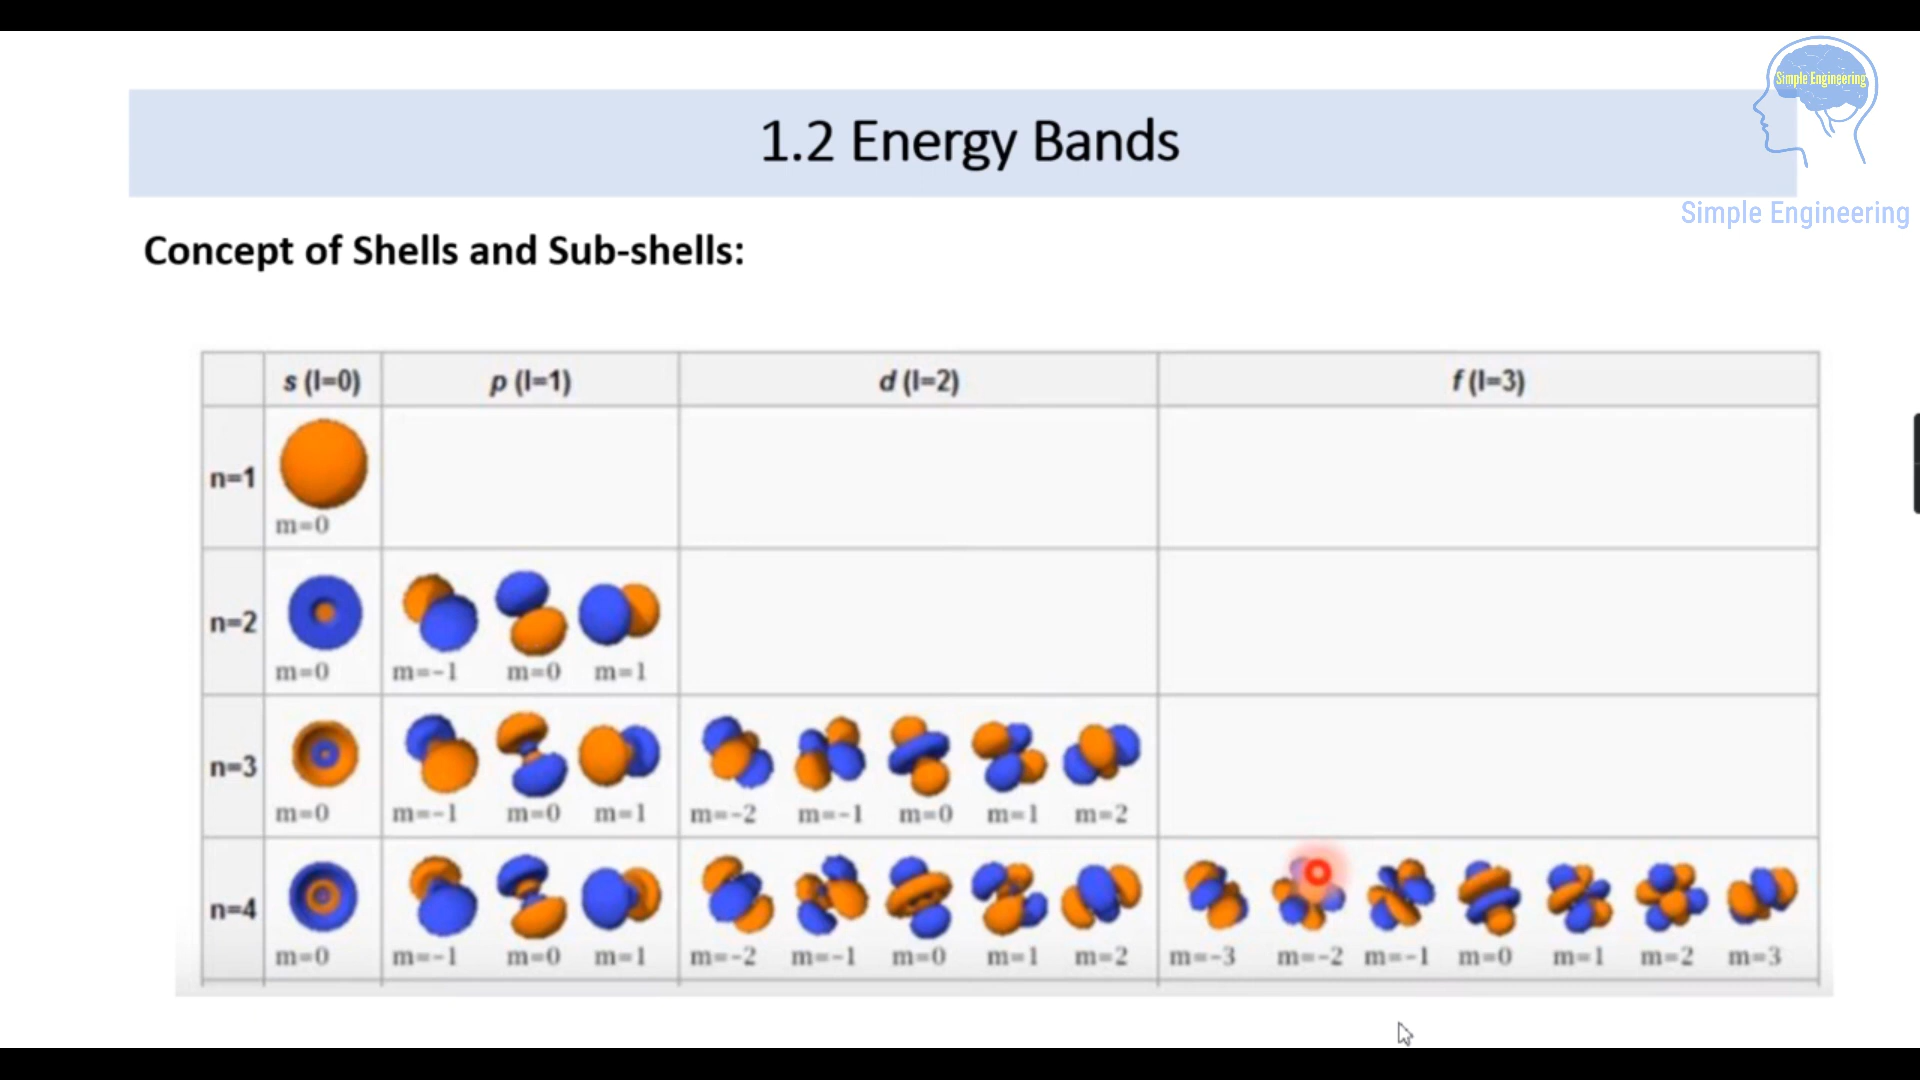 Simple Engineering
1.2 Energy Bands
Simple Engineering
Concept of Shells and Sub-shells:
s (l=0) p (l=1) d (l=2) f (l=3)
n=1
m=0
n=2
m=0 m=-1 m=0 m=1
n=3
m=0 m=-1 m=0 m=1 m=-2 m=-1 m=0 m=1 m=2
n=4
m=0 m=-1 m=0 m=1 m=-2 m=-1 m=0 m=1 m=2 m=-3 m=-2 m=-1 m=0 m=1 m=2 m=3